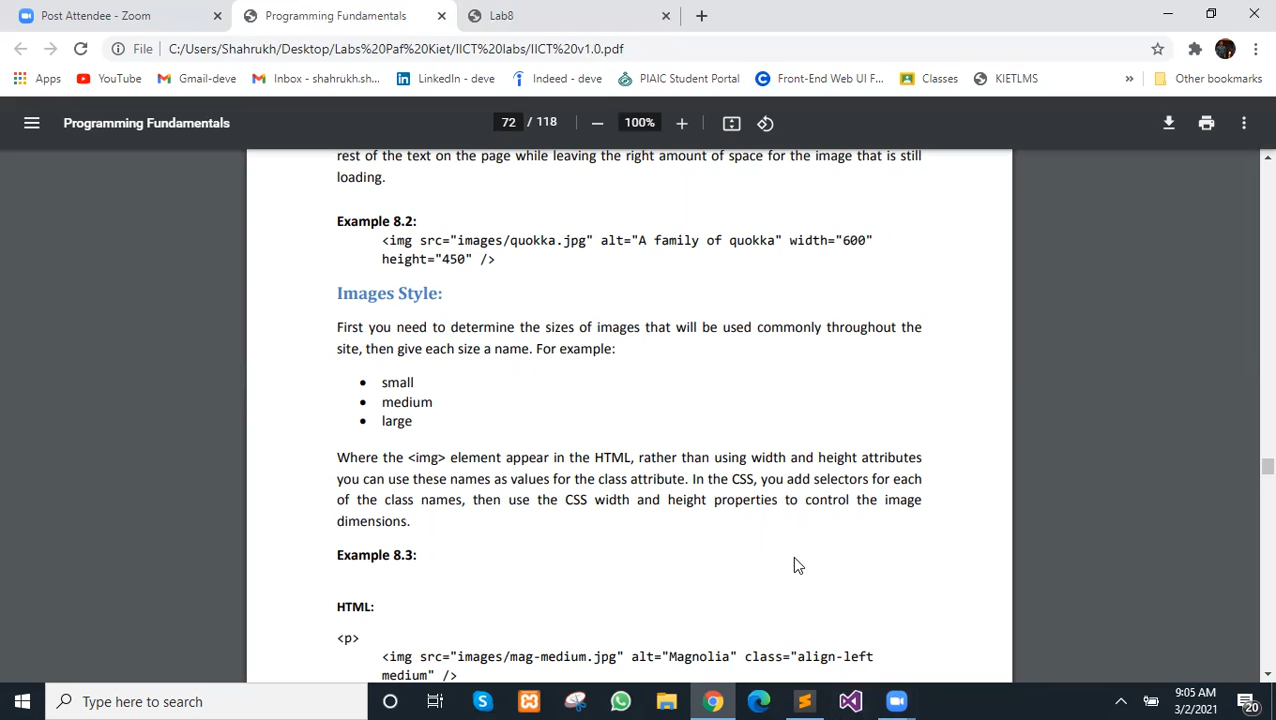 Post Attendee - Zoom
Programming Fundamentals
Lab8
File
C:/Users/Shahrukh/Desktop/Labs%20Paf%20Kiet/IICT%20labs/IICT%20v1.0.pdf
Apps
YouTube
Gmail-deve
Inbox - shahrukh.sh...
LinkedIn - deve
Indeed - deve
PIAIC Student Portal
Front-End Web UI F...
Classes
KIETLMS
»
Other bookmarks
Programming Fundamentals
72 / 118
100%
rest of the text on the page while leaving the right amount of space for the image that is still
loading.
Example 8.2:
<img src="images/quokka.jpg" alt="A family of quokka" width="600"
height="450" />
Images Style:
First you need to determine the sizes of images that will be used commonly throughout the
site, then give each size a name. For example:
• small
• medium
• large
Where the <img> element appear in the HTML, rather than using width and height attributes
you can use these names as values for the class attribute. In the CSS, you add selectors for each
of the class names, then use the CSS width and height properties to control the image
dimensions.
Example 8.3:
HTML:
<p>
<img src="images/mag-medium.jpg" alt="Magnolia" class="align-left
medium" />
Type here to search
9:05 AM
3/2/2021
20